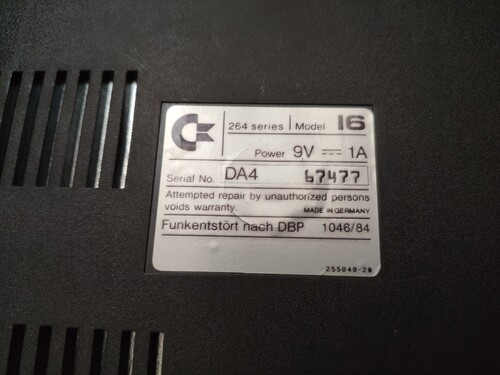 264 series Model 16
Power 9V ⎓ 1A
Serial No. DA4 67477
Attempted repair by unauthorized persons
voids warranty. MADE IN GERMANY
Funkentstört nach DBP 1046/84
255040-20